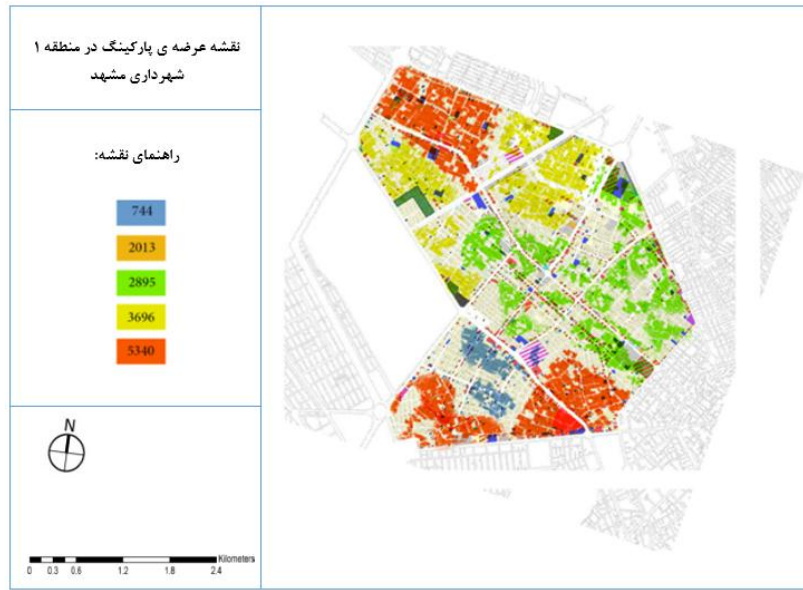 نقشه عرضه ی پارکینگ در منطقه ۱
شهرداری مشهد
راهنمای نقشه:
744
2013
2895
3696
5340
N
Kilometers
0 0.3 0.6 1.2 1.8 2.4